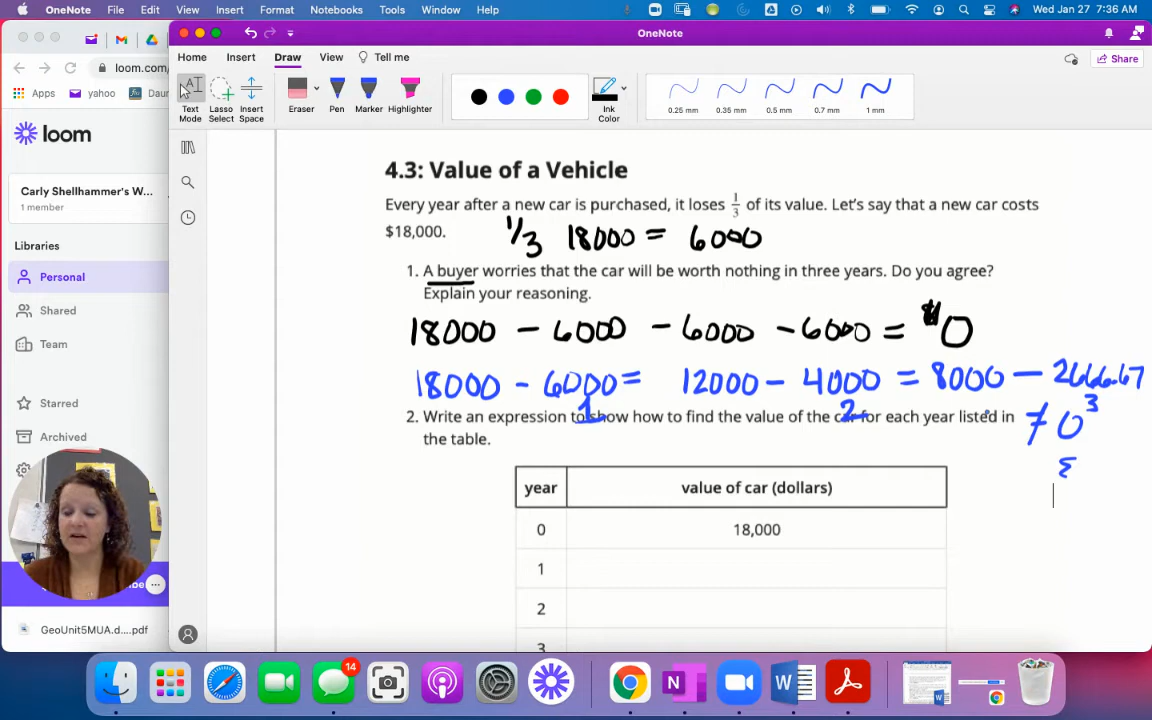 OneNote File Edit View Insert Format Notebooks Tools Window Help Wed Jan 27 7:36 AM
OneNote
Home Insert Draw View Tell me
Share
loom.com/
Apps yahoo Daur
Text Mode
Lasso Select
Insert Space
Eraser
Pen
Marker
Highlighter
Ink Color
0.25 mm 0.35 mm 0.5 mm 0.7 mm 1 mm
loom
Carly Shellhammer's W...
1 member
Libraries
Personal
Shared
Team
Starred
Archived
GeoUnit5MUA.d....pdf
4.3: Value of a Vehicle
Every year after a new car is purchased, it loses 1/3 of its value. Let's say that a new car costs
$18,000.
1/3 18000 = 6000
1. A buyer worries that the car will be worth nothing in three years. Do you agree?
Explain your reasoning.
18000 - 6000 - 6000 - 6000 = $0
18000 - 6000 = 12000 - 4000 = 8000 - 2666.67
1 2 3
≠ 0
2. Write an expression to show how to find the value of the car for each year listed in
the table.
year value of car (dollars)
0 18,000
1
2
3
14